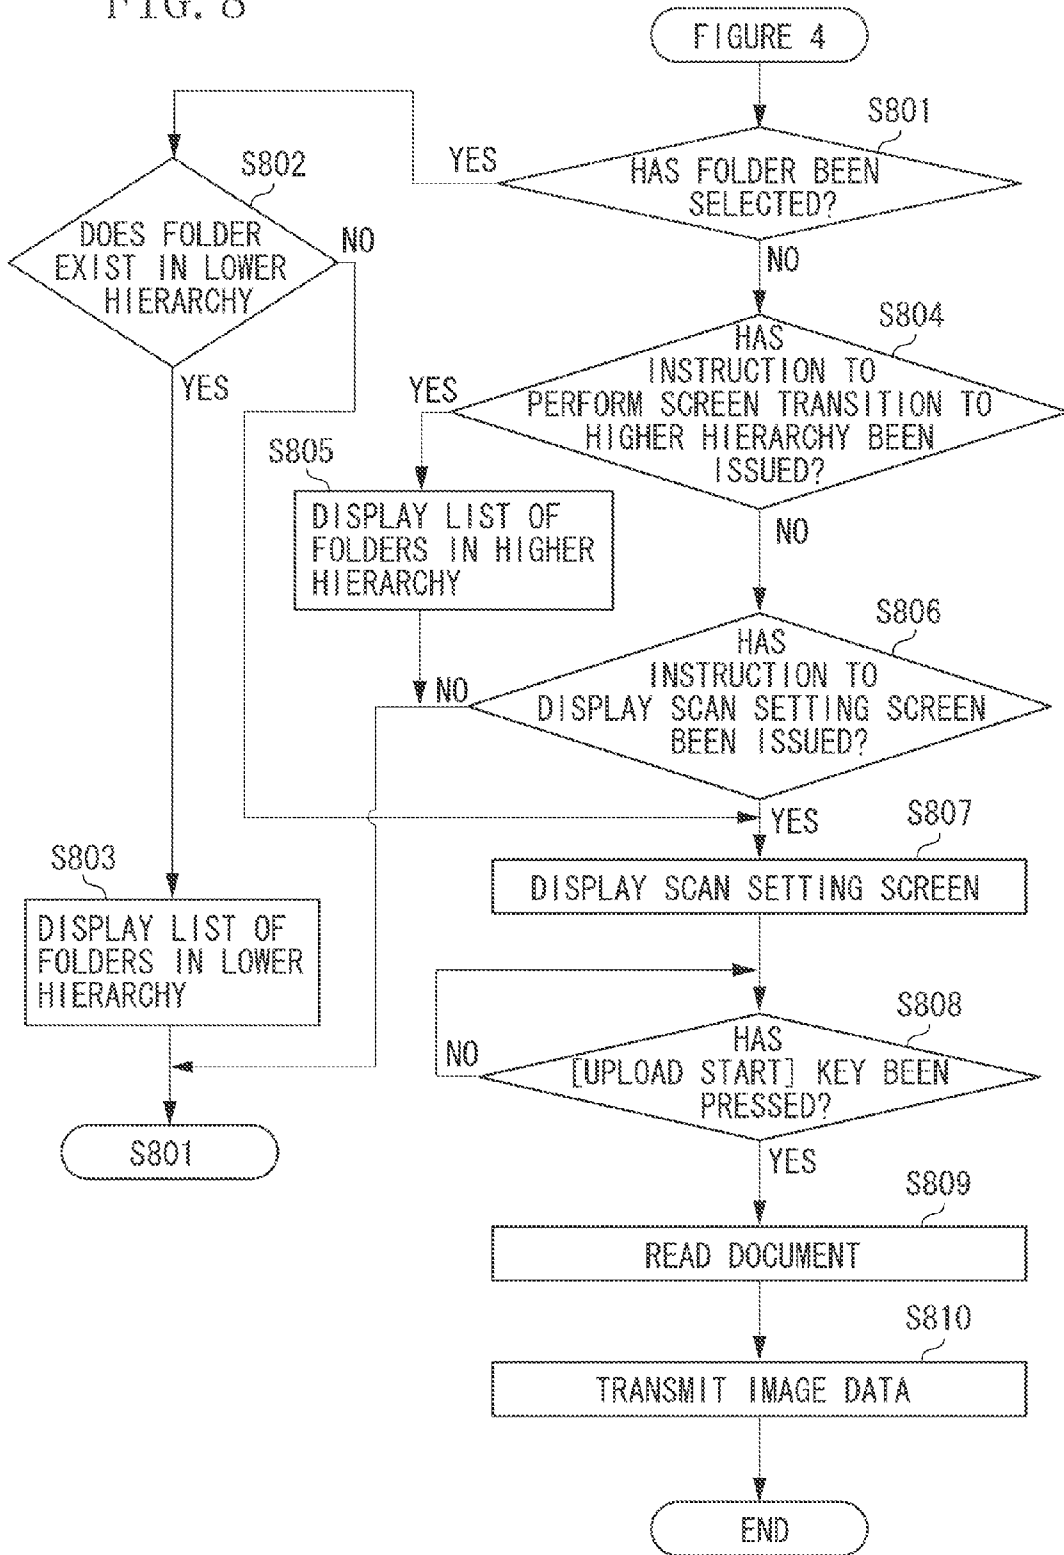 FIG. 8
FIGURE 4
S801
HAS FOLDER BEEN
SELECTED?
YES
NO
S802
DOES FOLDER
EXIST IN LOWER
HIERARCHY
NO
YES
S804
HAS
INSTRUCTION TO
PERFORM SCREEN TRANSITION TO
HIGHER HIERARCHY BEEN
ISSUED?
YES
NO
S805
DISPLAY LIST OF
FOLDERS IN HIGHER
HIERARCHY
S806
HAS
INSTRUCTION TO
DISPLAY SCAN SETTING SCREEN
BEEN ISSUED?
NO
YES
S807
DISPLAY SCAN SETTING SCREEN
S803
DISPLAY LIST OF
FOLDERS IN LOWER
HIERARCHY
S801
S808
HAS
[UPLOAD START] KEY BEEN
PRESSED?
NO
YES
S809
READ DOCUMENT
S810
TRANSMIT IMAGE DATA
END